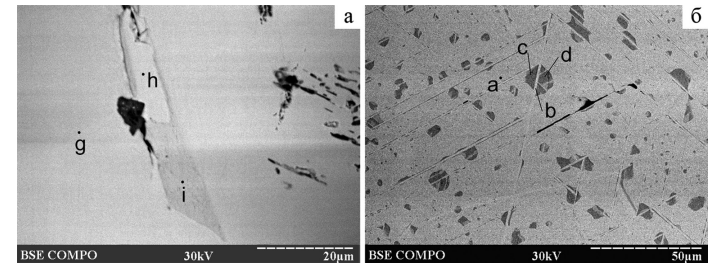 а
h
g
i
BSE COMPO 30kV 20µm
б
c
d
a
b
BSE COMPO 30kV 50µm